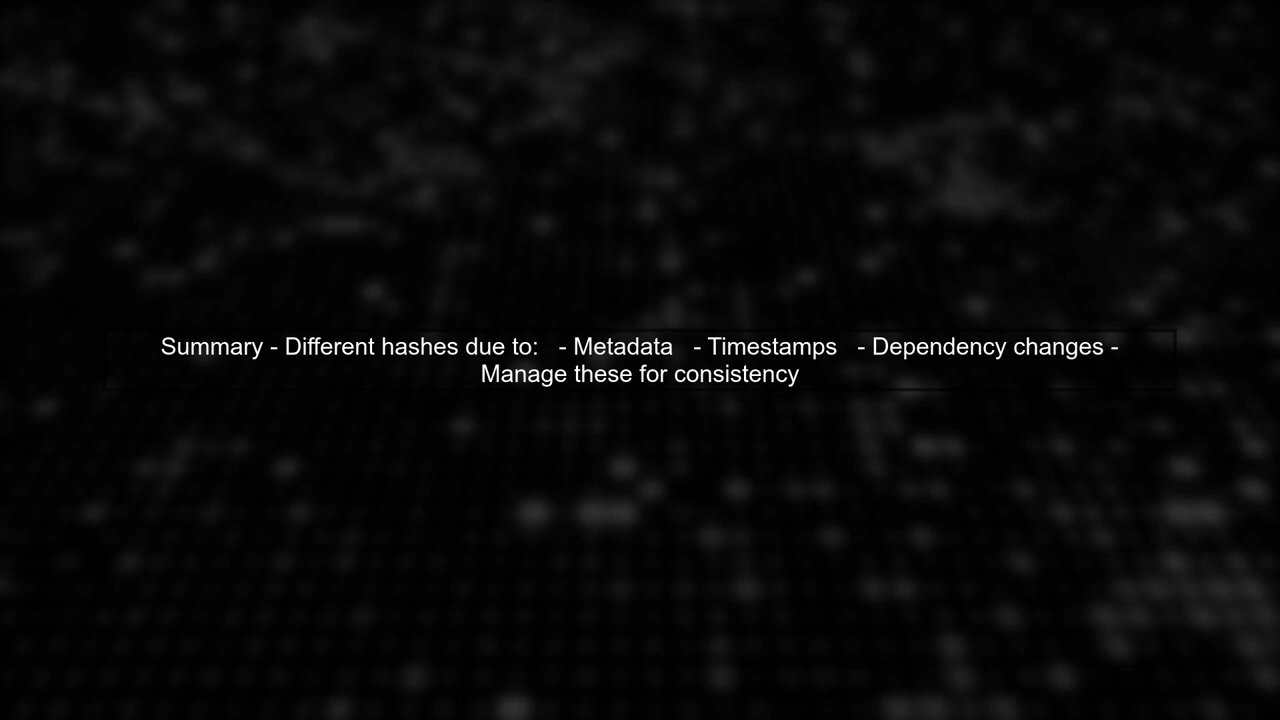 Summary - Different hashes due to:   - Metadata   - Timestamps   - Dependency changes -
Manage these for consistency